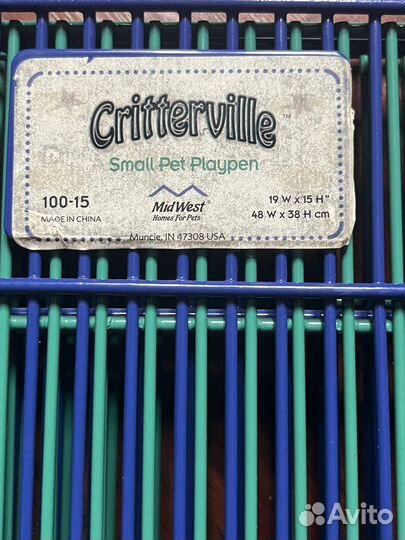 Critterville™
Small Pet Playpen
100-15
MADE IN CHINA
MidWest®
Homes For Pets
19 W x 15 H"
48 W x 38 H cm
Muncie, IN 47308 USA
Avito